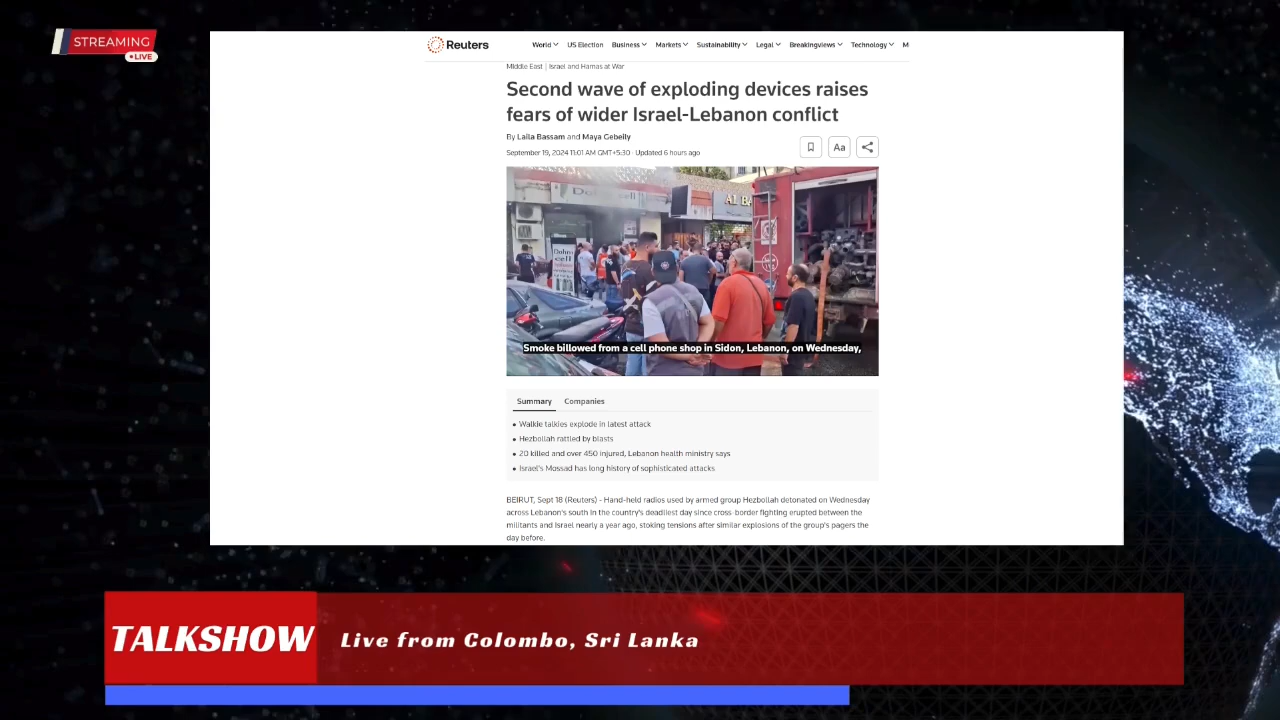 STREAMING
LIVE
Reuters
World US Election Business Markets Sustainability Legal Breakingviews Technology M
Middle East | Israel and Hamas at War
Second wave of exploding devices raises
fears of wider Israel-Lebanon conflict
By Laila Bassam and Maya Gebeily
September 19, 2024 11:01 AM GMT+5:30 · Updated 6 hours ago
Aa
Dohm
cell
Smoke billowed from a cell phone shop in Sidon, Lebanon, on Wednesday,
Summary Companies
Walkie talkies explode in latest attack
Hezbollah rattled by blasts
20 killed and over 450 injured, Lebanon health ministry says
Israel's Mossad has long history of sophisticated attacks
BEIRUT, Sept 18 (Reuters) - Hand-held radios used by armed group Hezbollah detonated on Wednesday
across Lebanon's south in the country's deadliest day since cross-border fighting erupted between the
militants and Israel nearly a year ago, stoking tensions after similar explosions of the group's pagers the
day before.
TALKSHOW
Live from Colombo, Sri Lanka